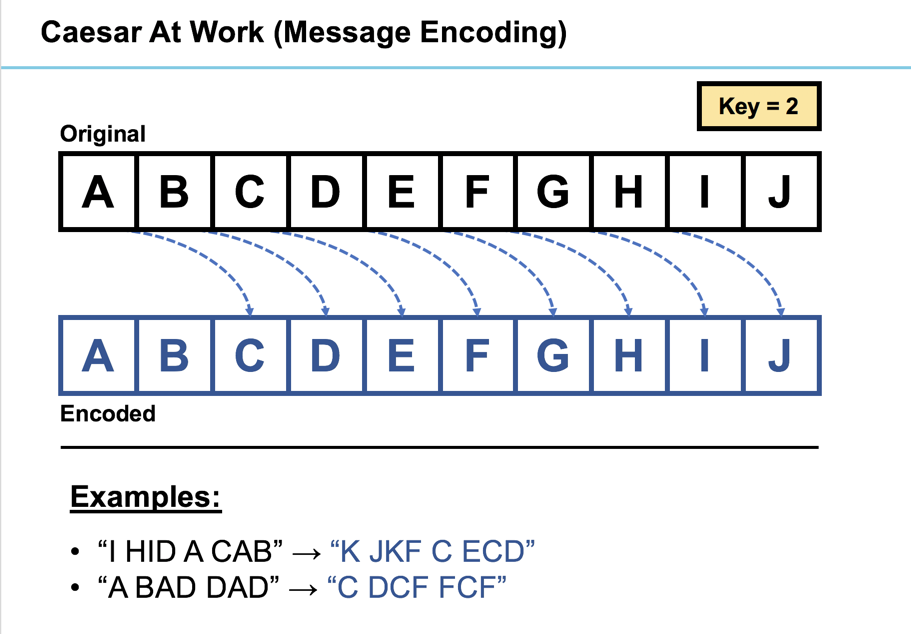 Caesar At Work (Message Encoding)
Key = 2
Original
A B C D E F G H I J
A B C D E F G H I J
Encoded
Examples:
• “I HID A CAB” → “K JKF C ECD”
• “A BAD DAD” → “C DCF FCF”